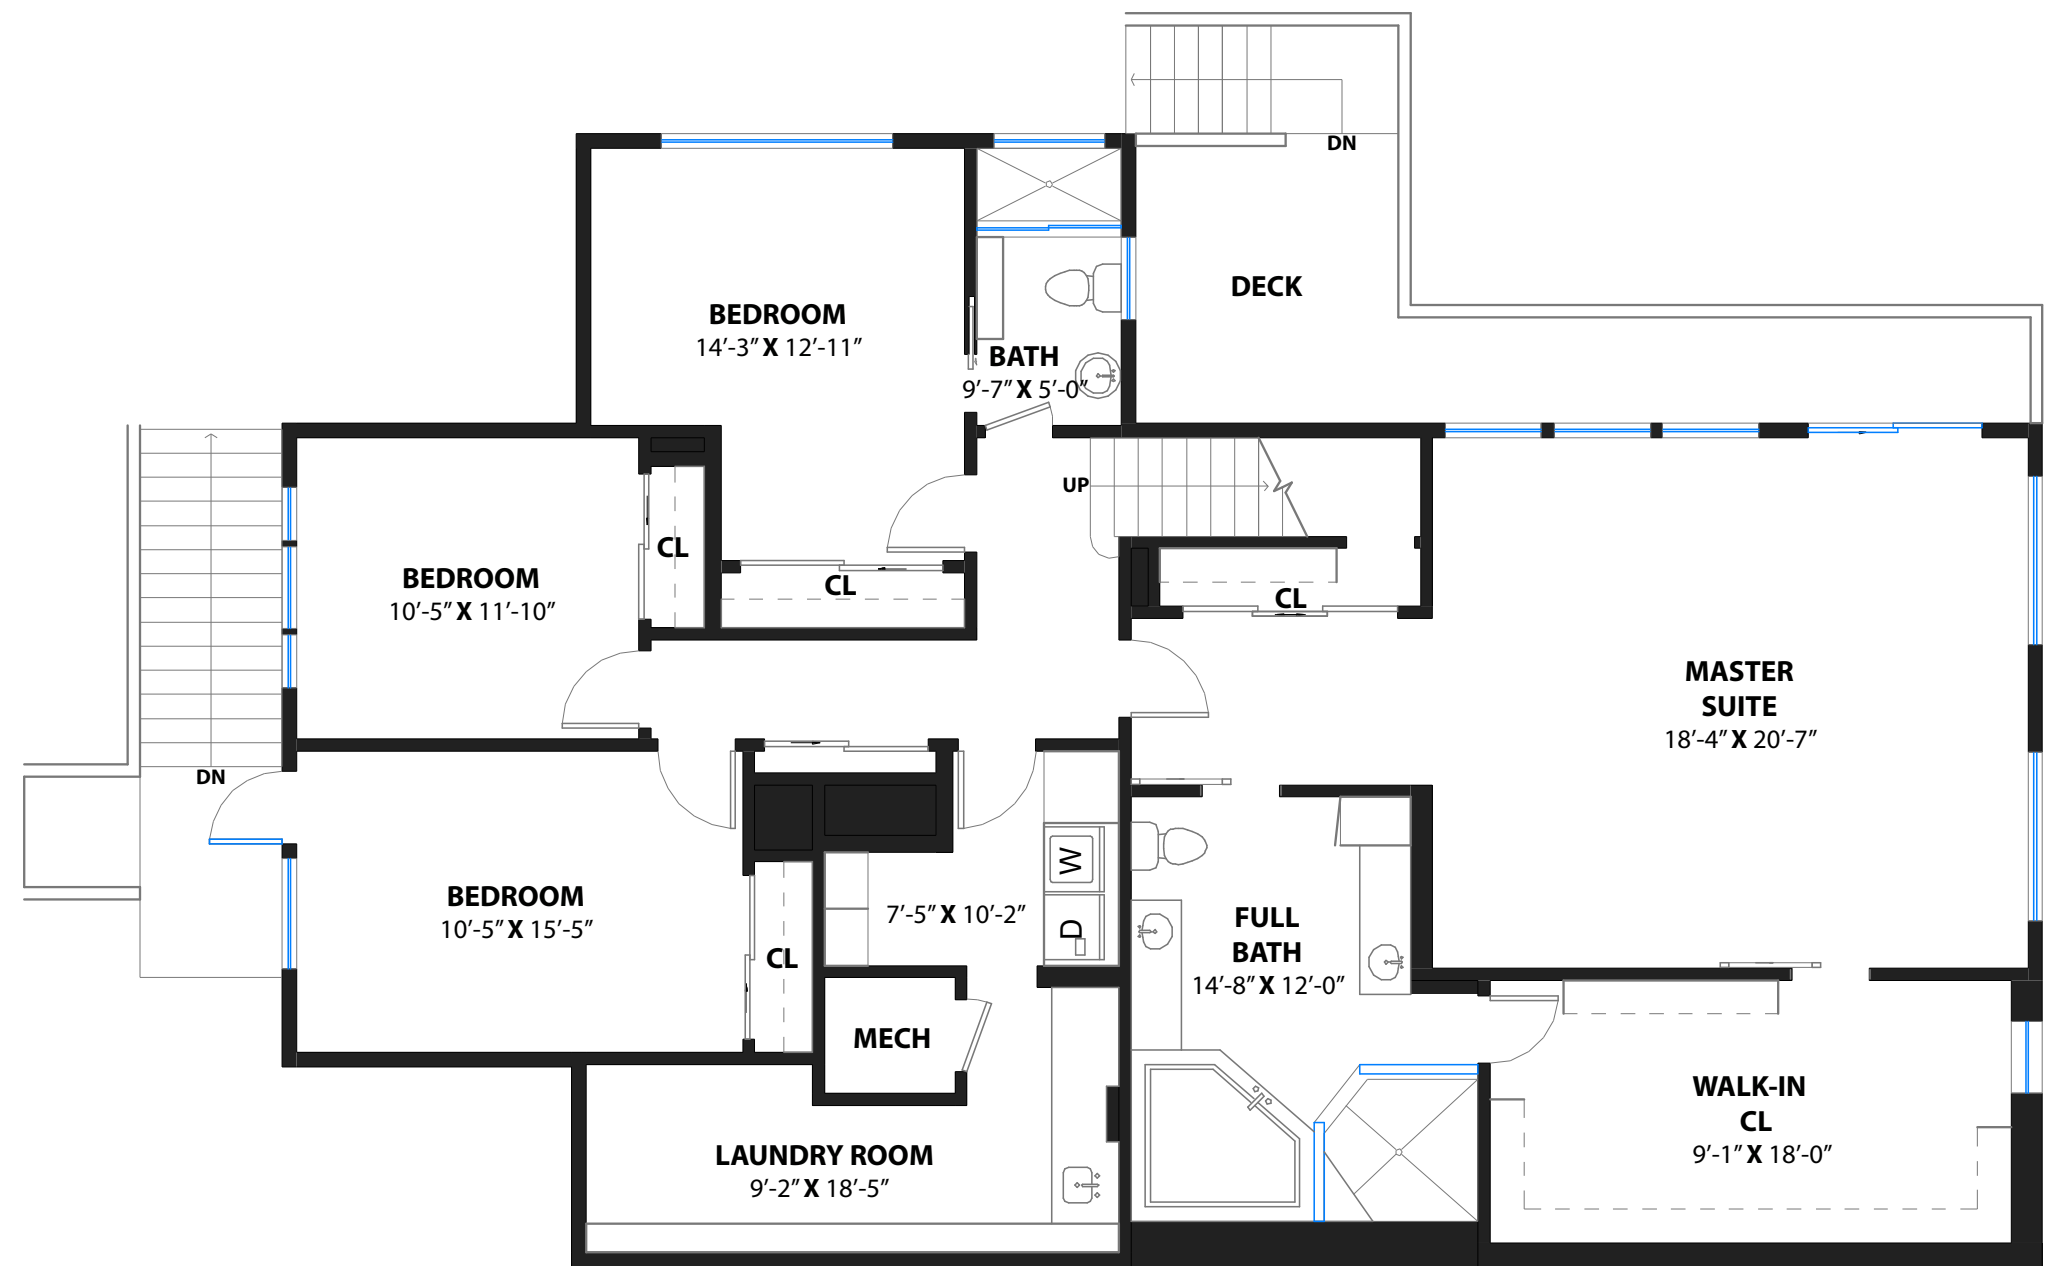 DN
DECK
BEDROOM
14’-3” X 12’-11”
BATH
9’-7” X 5’-0”
UP
CL
BEDROOM
10’-5” X 11’-10”
CL
CL
MASTER
SUITE
18’-4” X 20’-7”
DN
W
D
BEDROOM
10’-5” X 15’-5”
7’-5” X 10’-2”
CL
FULL
BATH
14’-8” X 12’-0”
MECH
WALK-IN
CL
9’-1” X 18’-0”
LAUNDRY ROOM
9’-2” X 18’-5”